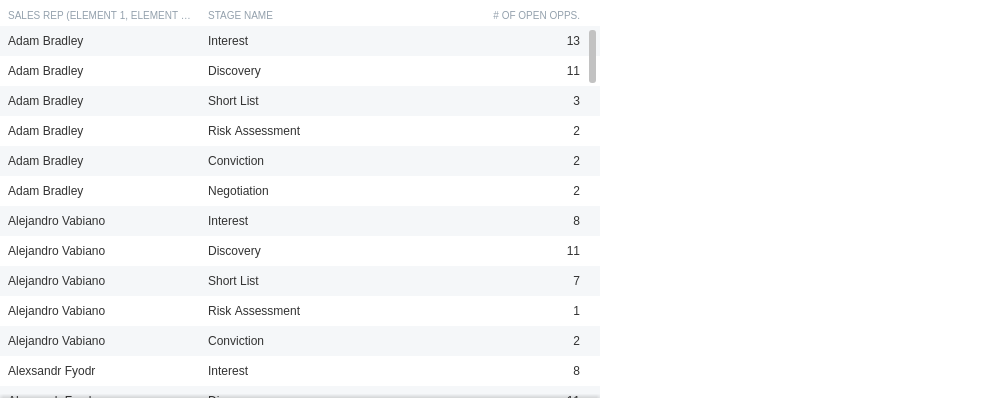 SALES REP (ELEMENT 1, ELEMENT ... STAGE NAME # OF OPEN OPPS.
Adam Bradley Interest 13
Adam Bradley Discovery 11
Adam Bradley Short List 3
Adam Bradley Risk Assessment 2
Adam Bradley Conviction 2
Adam Bradley Negotiation 2
Alejandro Vabiano Interest 8
Alejandro Vabiano Discovery 11
Alejandro Vabiano Short List 7
Alejandro Vabiano Risk Assessment 1
Alejandro Vabiano Conviction 2
Alexsandr Fyodr Interest 8